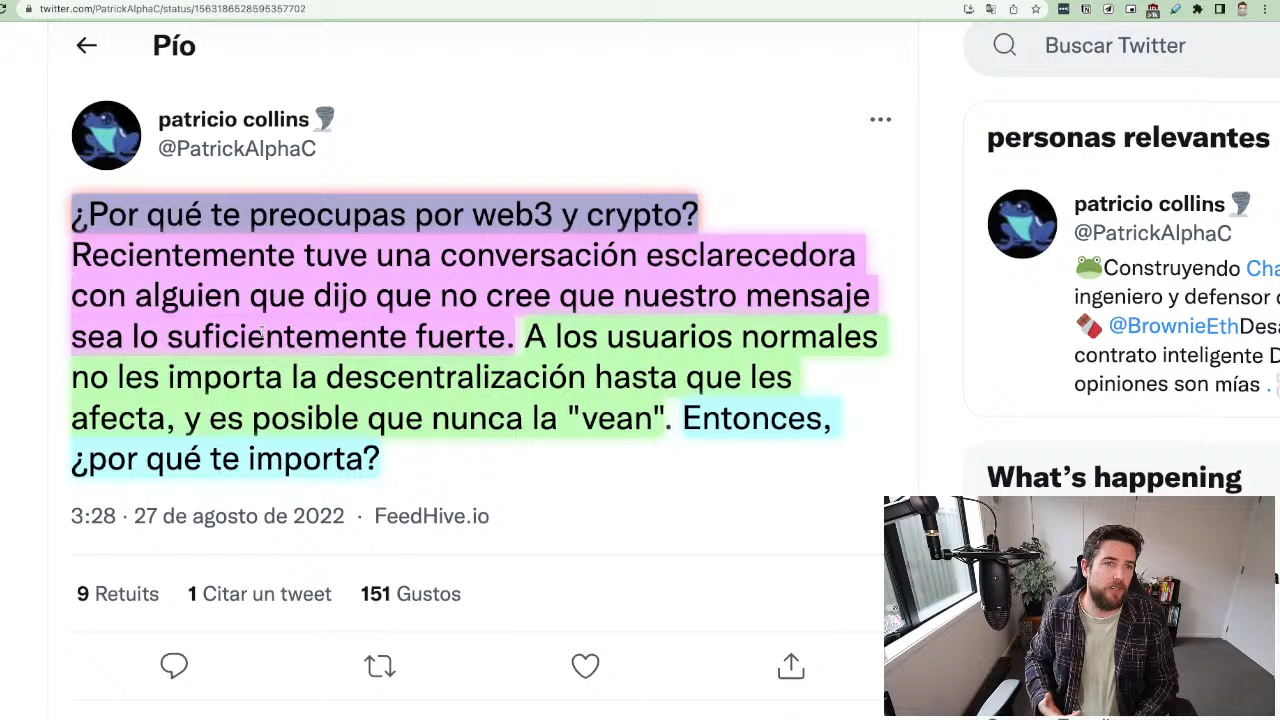 twitter.com/PatrickAlphaC/status/1563186528595357702
Pío
Buscar Twitter
patricio collins
@PatrickAlphaC
¿Por qué te preocupas por web3 y crypto?
Recientemente tuve una conversación esclarecedora
con alguien que dijo que no cree que nuestro mensaje
sea lo suficientemente fuerte. A los usuarios normales
no les importa la descentralización hasta que les
afecta, y es posible que nunca la "vean". Entonces,
¿por qué te importa?
3:28 · 27 de agosto de 2022 · FeedHive.io
9 Retuits 1 Citar un tweet 151 Gustos
personas relevantes
patricio collins
@PatrickAlphaC
🐸Construyendo Cha
ingeniero y defensor d
🍫 @BrownieEthDesa
contrato inteligente D
opiniones son mías .
What's happening